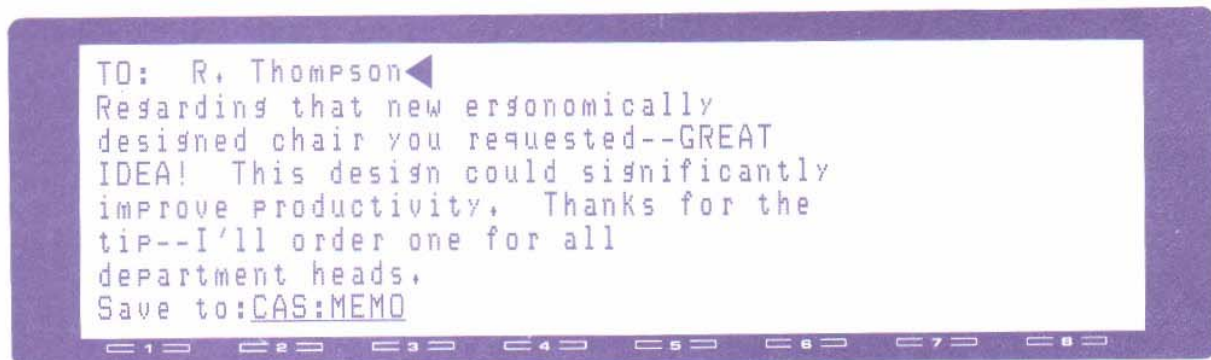 TO:  R. Thompson
Regarding that new ergonomically
designed chair you requested--GREAT
IDEA!  This design could significantly
improve productivity.  Thanks for the
tip--I'll order one for all
department heads.
Save to:CAS:MEMO
1 2 3 4 5 6 7 8